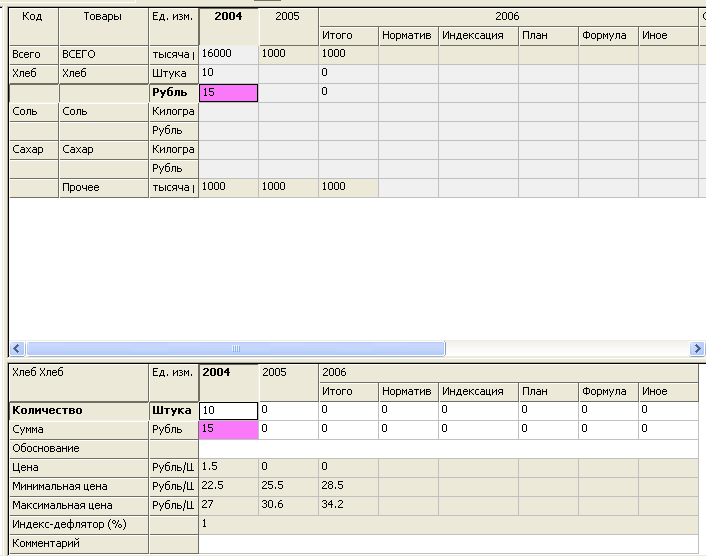 Код Товары Ед. изм. 2004 2005 2006
Итого Норматив Индексация План Формула Иное
Всего ВСЕГО тысяча 16000 1000 1000
Хлеб Хлеб Штука 10 0
Рубль 15 0
Соль Соль Килогра
Рубль
Сахар Сахар Килогра
Рубль
Прочее тысяча 1000 1000 1000
Хлеб Хлеб Ед. изм. 2004 2005 2006
Итого Норматив Индексация План Формула Иное
Количество Штука 10 0 0 0 0 0 0 0
Сумма Рубль 15 0 0 0 0 0 0 0
Обоснование
Цена Рубль/Ш 1.5 0 0
Минимальная цена Рубль/Ш 22.5 25.5 28.5
Максимальная цена Рубль/Ш 27 30.6 34.2
Индекс-дефлятор (%) 1
Комментарий